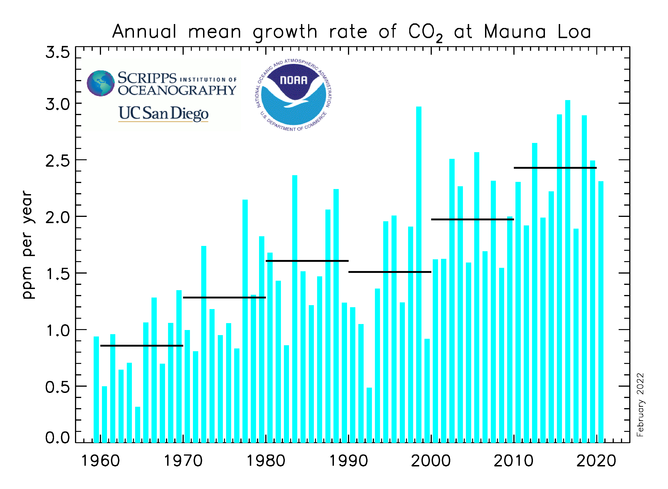 Annual mean growth rate of CO₂ at Mauna Loa
3.5
3.0
2.5
2.0
1.5
1.0
0.5
0.0
ppm per year
SCRIPPS INSTITUTION OF
OCEANOGRAPHY
UC San Diego
NATIONAL OCEANIC AND ATMOSPHERIC ADMINISTRATION
NOAA
U.S. DEPARTMENT OF COMMERCE
1960 1970 1980 1990 2000 2010 2020
February 2022